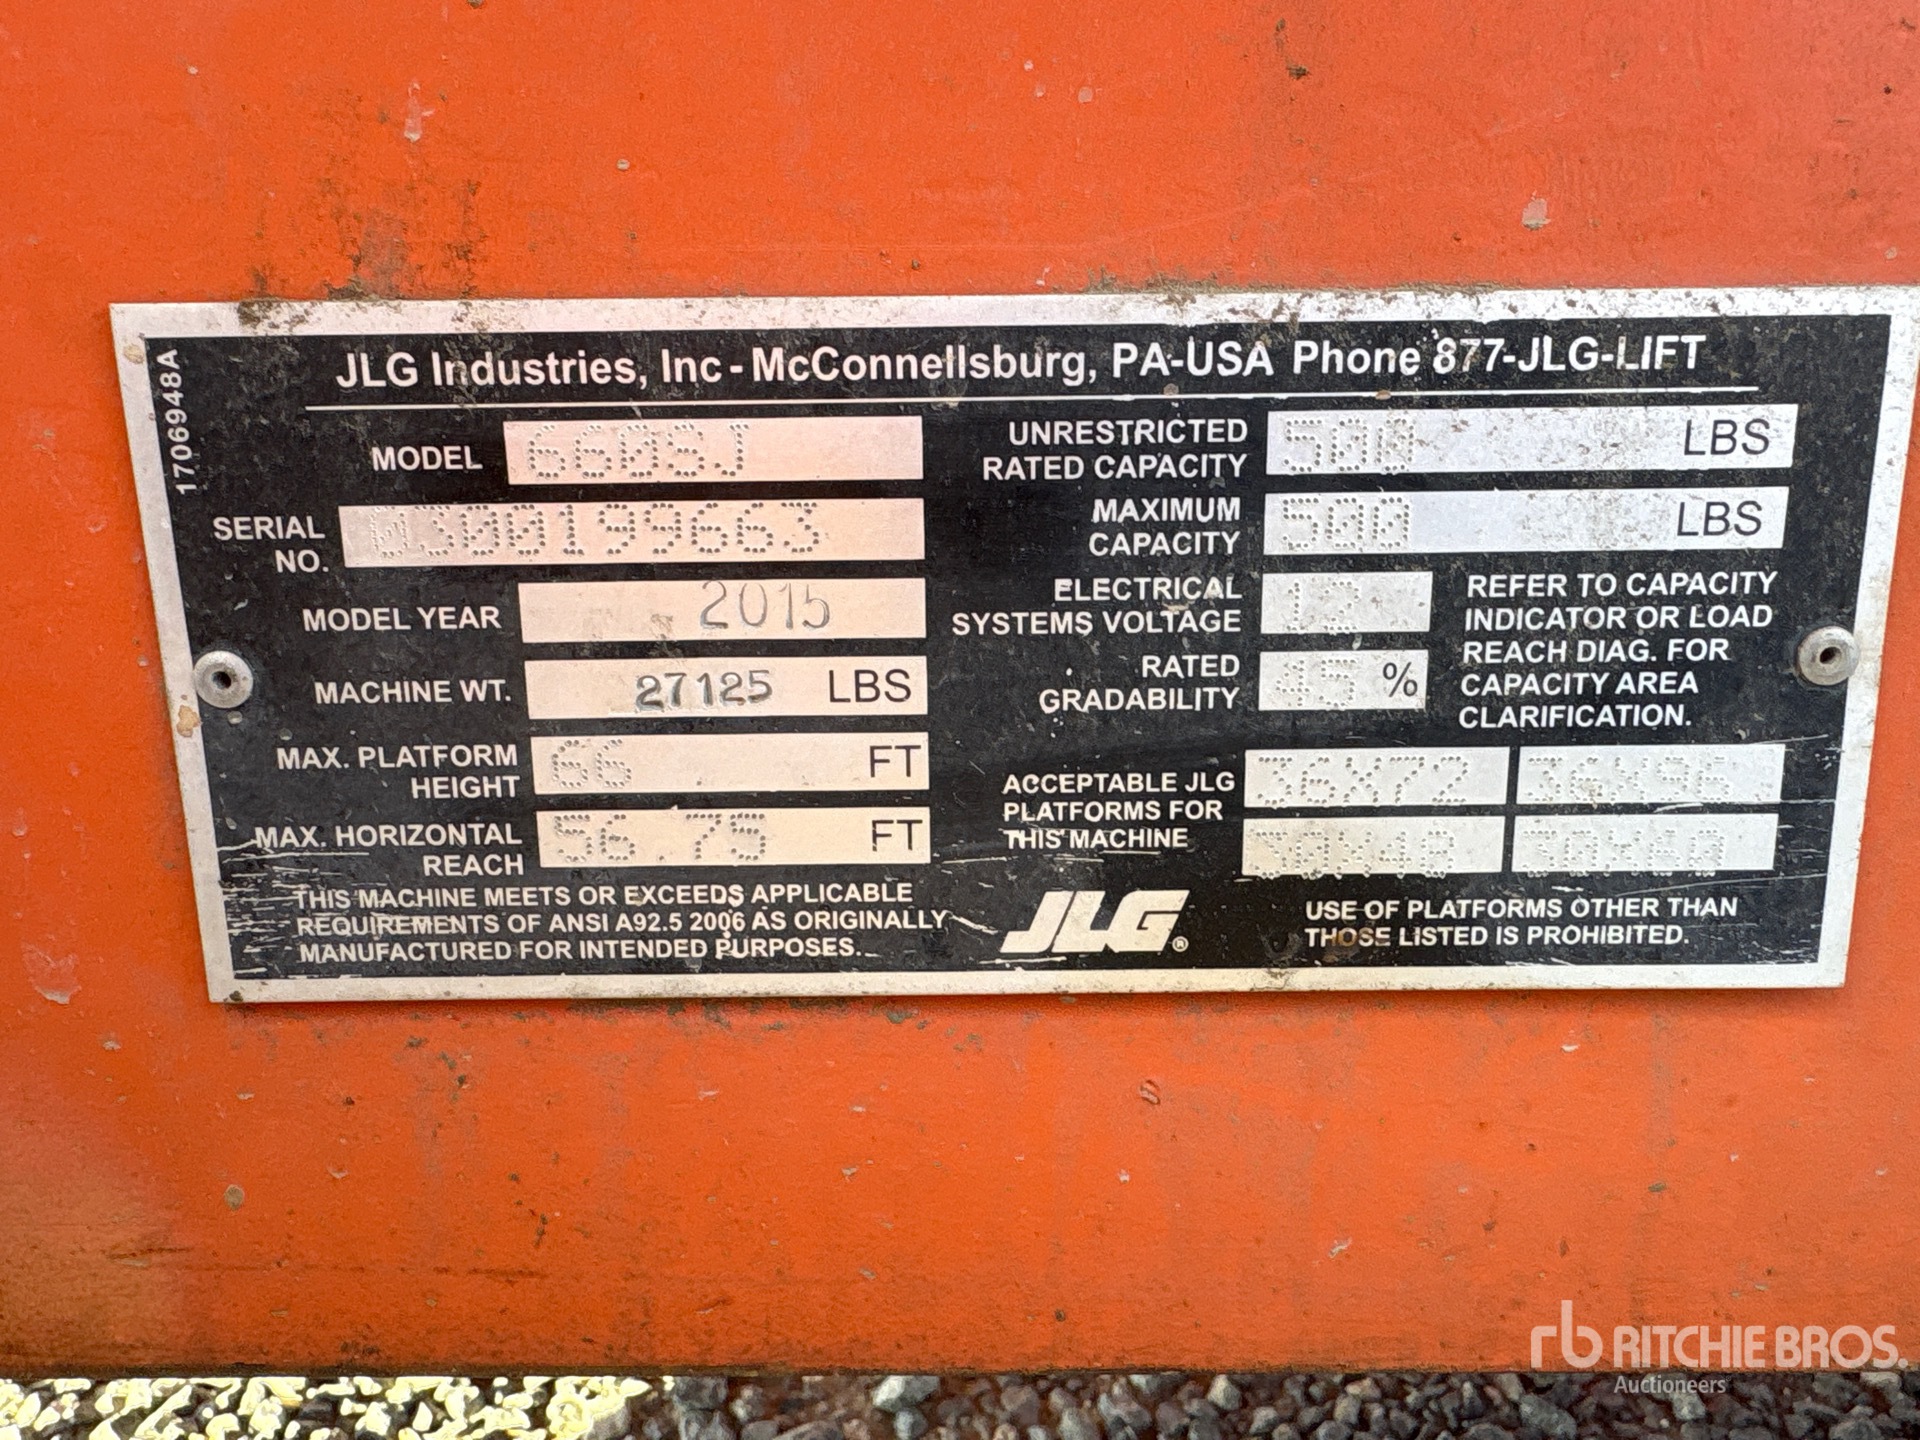 JLG Industries, Inc - McConnellsburg, PA-USA Phone 877-JLG-LIFT
1706948A
MODEL 660SJ
SERIAL NO. 0300199663
MODEL YEAR 2015
MACHINE WT. 27125 LBS
MAX. PLATFORM HEIGHT 66 FT
MAX. HORIZONTAL REACH 56.75 FT
THIS MACHINE MEETS OR EXCEEDS APPLICABLE
REQUIREMENTS OF ANSI A92.5 2006 AS ORIGINALLY
MANUFACTURED FOR INTENDED PURPOSES.
UNRESTRICTED RATED CAPACITY 500 LBS
MAXIMUM CAPACITY 500 LBS
ELECTRICAL SYSTEMS VOLTAGE 12
RATED GRADABILITY 45 %
REFER TO CAPACITY
INDICATOR OR LOAD
REACH DIAG. FOR
CAPACITY AREA
CLARIFICATION.
ACCEPTABLE JLG
PLATFORMS FOR
THIS MACHINE
36X72 36X96
30X48 30X60
JLG®
USE OF PLATFORMS OTHER THAN
THOSE LISTED IS PROHIBITED.
rb RITCHIE BROS.
Auctioneers